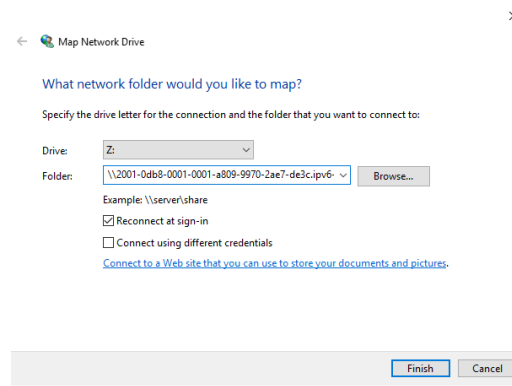 Map Network Drive
What network folder would you like to map?
Specify the drive letter for the connection and the folder that you want to connect to:
Drive: Z:
Folder: \\2001-0db8-0001-0001-a809-9970-2ae7-de3c.ipv6- Browse...
Example: \\server\share
Reconnect at sign-in
Connect using different credentials
Connect to a Web site that you can use to store your documents and pictures.
Finish Cancel